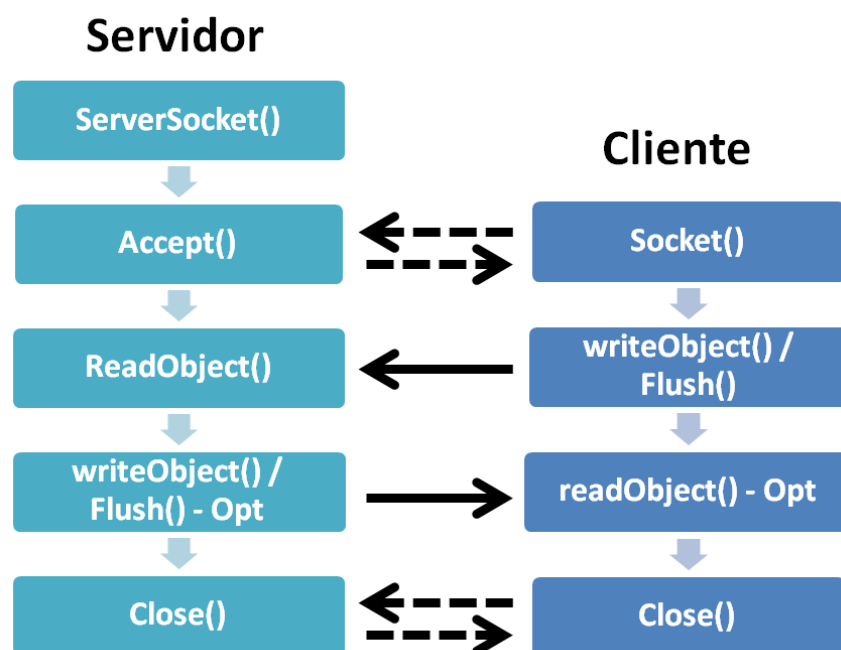 Servidor
ServerSocket()
Cliente
Accept()
Socket()
ReadObject()
writeObject() /
Flush()
writeObject() /
Flush() - Opt
readObject() - Opt
Close()
Close()